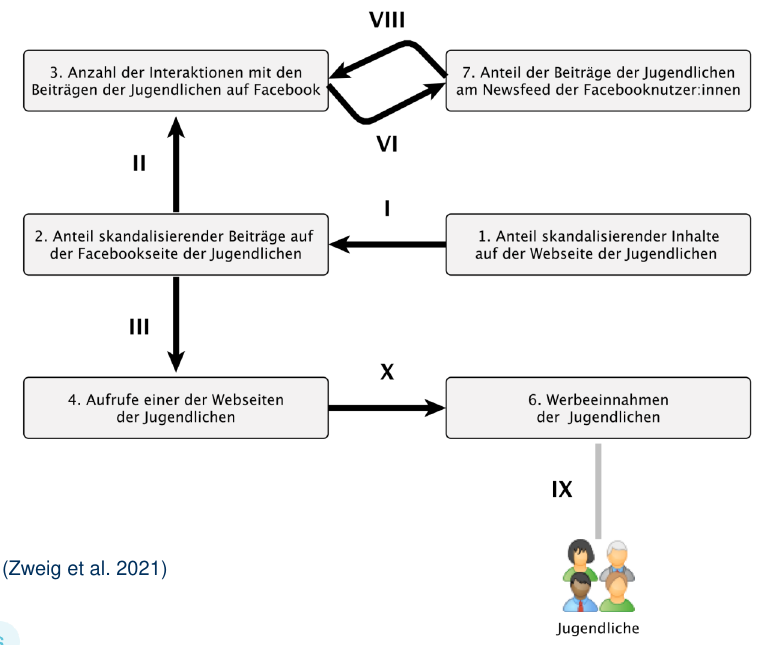 VIII
3. Anzahl der Interaktionen mit den
Beiträgen der Jugendlichen auf Facebook
7. Anteil der Beiträge der Jugendlichen
am Newsfeed der Facebooknutzer:innen
VI
II
I
2. Anteil skandalisierender Beiträge auf
der Facebookseite der Jugendlichen
1. Anteil skandalisierender Inhalte
auf der Webseite der Jugendlichen
III
X
4. Aufrufe einer der Webseiten
der Jugendlichen
6. Werbeeinnahmen
der Jugendlichen
IX
(Zweig et al. 2021)
Jugendliche